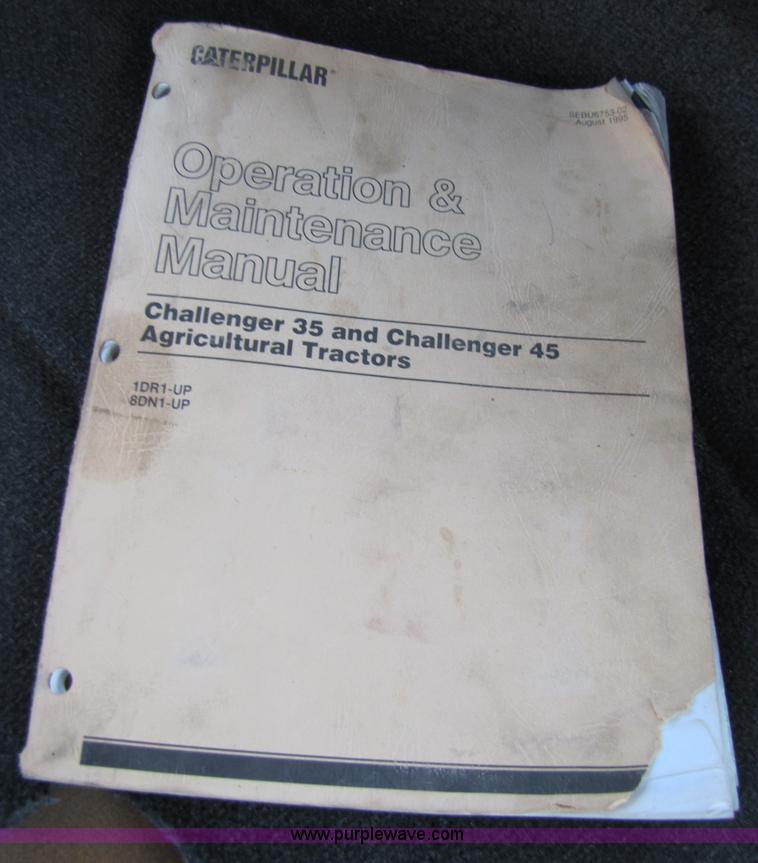 CATERPILLAR
SEBU6753-02
August 1995
Operation &
Maintenance
Manual
Challenger 35 and Challenger 45
Agricultural Tractors
1DR1-UP
8DN1-UP
www.purplewave.com